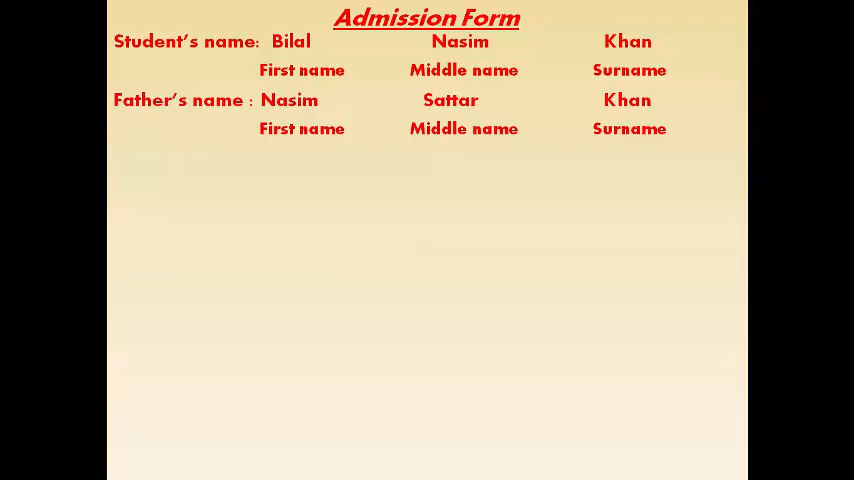 Admission Form
Student's name: Bilal Nasim Khan
First name Middle name Surname
Father's name : Nasim Sattar Khan
First name Middle name Surname